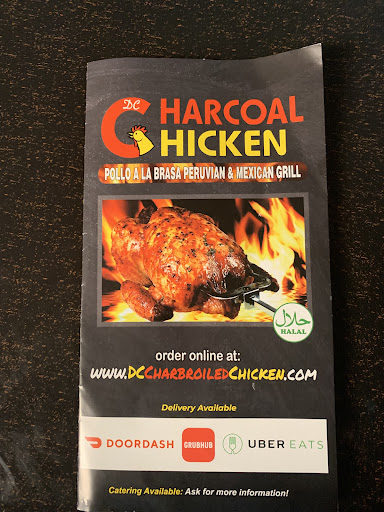 DC
CHARCOAL
CHICKEN
POLLO A LA BRASA PERUVIAN & MEXICAN GRILL
حلال
HALAL
order online at:
www.DCCharbroiledChicken.com
Delivery Available
DOORDASH GRUBHUB UBER EATS
Catering Available: Ask for more information!